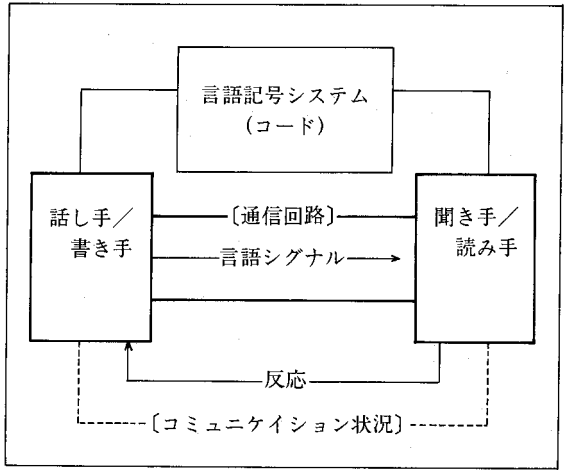 言語記号システム
(コード)
話し手／
書き手
〔通信回路〕
言語シグナル
聞き手／
読み手
反応
〔コミュニケイション状況〕